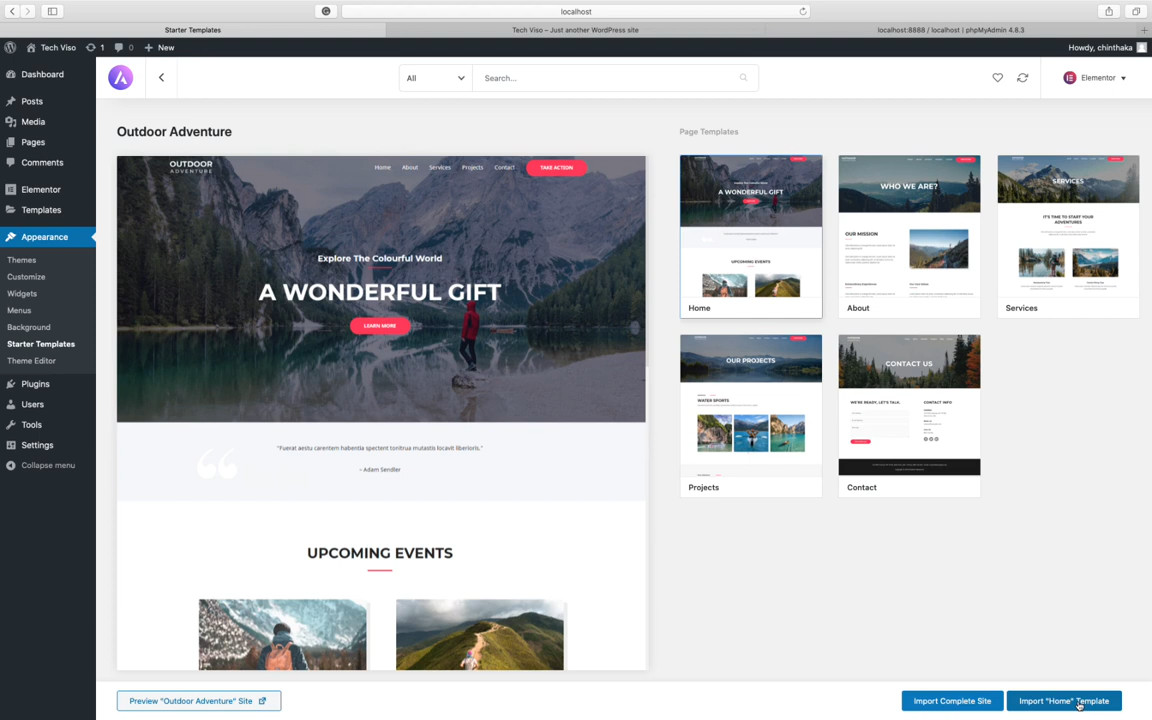 localhost
Starter Templates
Tech Viso – Just another WordPress site
localhost:8888 / localhost | phpMyAdmin 4.8.3
Tech Viso
1
0
New
Howdy, chinthaka
Dashboard
Posts
Media
Pages
Comments
Elementor
Templates
Appearance
Themes
Customize
Widgets
Menus
Background
Starter Templates
Theme Editor
Plugins
Tools
Users
Settings
Collapse menu
All
Search...
Elementor
Outdoor Adventure
OUTDOOR
ADVENTURE
Home
About
Services
Projects
Contact
TAKE ACTION
Explore The Colourful World
A WONDERFUL GIFT
LEARN MORE
"Fuerat aestu carentem habentia spectent tonitrua mutastis locavit liberioris."
– Adam Sendler
UPCOMING EVENTS
Page Templates
A WONDERFUL GIFT
UPCOMING EVENTS
Home
WHO WE ARE?
OUR MISSION
About
SERVICES
IT'S TIME TO START YOUR
ADVENTURES
Services
OUR PROJECTS
WATER SPORTS
Projects
CONTACT US
WE'RE READY, LET'S TALK.
CONTACT INFO
Contact
Preview "Outdoor Adventure" Site
Import Complete Site
Import "Home" Template